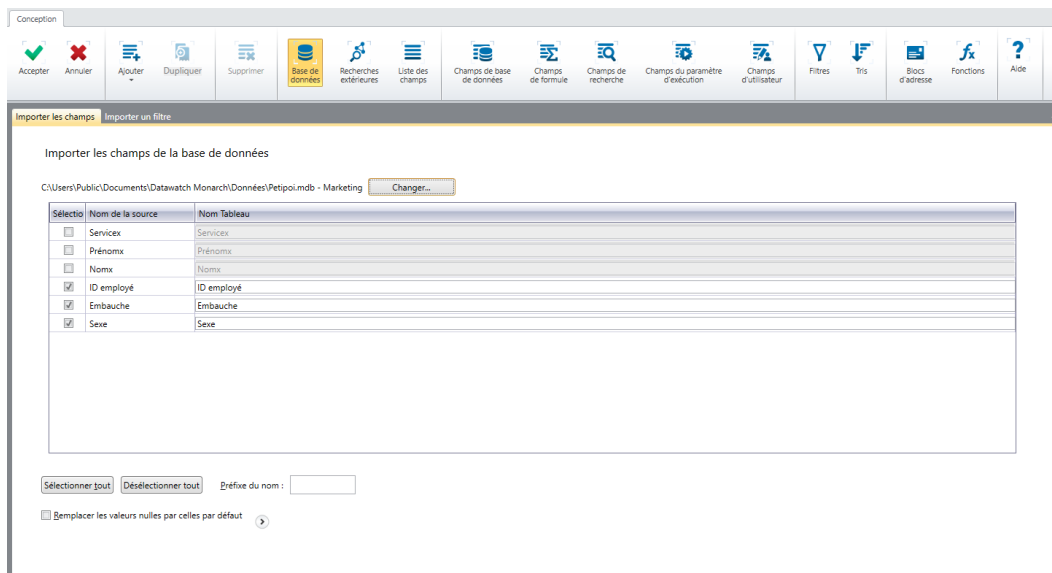 Conception
Accepter
Annuler
Ajouter
Dupliquer
Supprimer
Base de
données
Recherches
extérieures
Liste des
champs
Champs de base
de données
Champs
de formule
Champs de
recherche
Champs du paramètre
d'exécution
Champs
d'utilisateur
Filtres
Tris
Blocs
d'adresse
Fonctions
Aide
Importer les champs Importer un filtre
Importer les champs de la base de données
C:\Users\Public\Documents\Datawatch Monarch\Données\Petipoi.mdb - Marketing Changer...
Sélectio Nom de la source Nom Tableau
Servicex Servicex
Prénomx Prénomx
Nomx Nomx
ID employé ID employé
Embauche Embauche
Sexe Sexe
Sélectionner tout Désélectionner tout Préfixe du nom :
Remplacer les valeurs nulles par celles par défaut